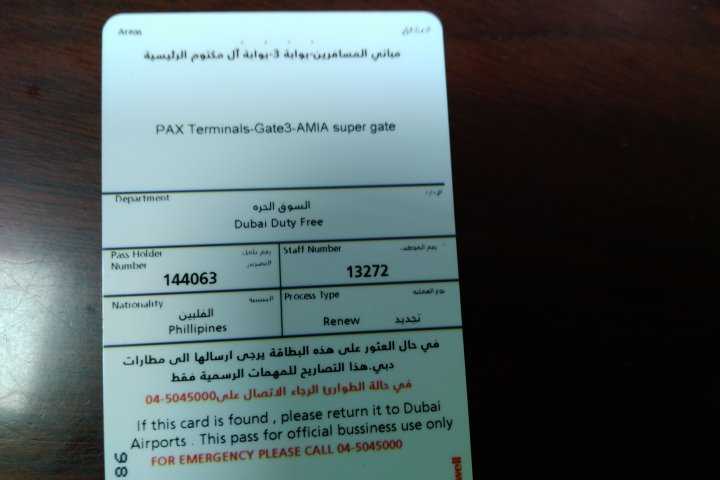 Areas
مباني المسافرين-بوابة 3-بوابة آل مكتوم الرئيسية
PAX Terminals-Gate3-AMIA super gate
Department
السوق الحره
Dubai Duty Free
Pass Holder
Number
144063
Staff Number
13272
Nationality
الجنسية
الفلبين
Phillipines
Process Type
Renew تجديد
في حال العثور على هذه البطاقة يرجى ارسالها الى مطارات
دبي.هذا التصاريح للمهمات الرسمية فقط
في حالة الطوارئ الرجاء الاتصال على04-5045000
If this card is found , please return it to Dubai
Airports . This pass for official bussiness use only
FOR EMERGENCY PLEASE CALL 04-5045000
86
well